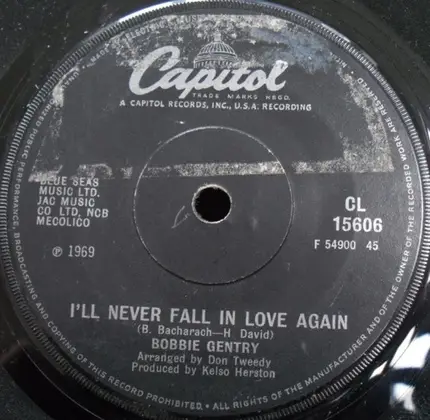 Capitol
TRADE MARKS REGD.
A CAPITOL RECORDS, INC., U.S.A. RECORDING
BLUE SEAS
MUSIC LTD.
JAC MUSIC
CO LTD, NCB
MECOLICO
℗ 1969
CL
15606
F 54900 45
I'LL NEVER FALL IN LOVE AGAIN
(B. Bacharach—H David)
BOBBIE GENTRY
Arranged by Don Tweedy
Produced by Kelso Herston
PUBLIC PERFORMANCE, BROADCASTING AND COPYING OF THIS RECORD PROHIBITED. • ALL RIGHTS OF THE MANUFACTURER AND OF THE OWNER OF THE RECORDED WORK ARE RESERVED.